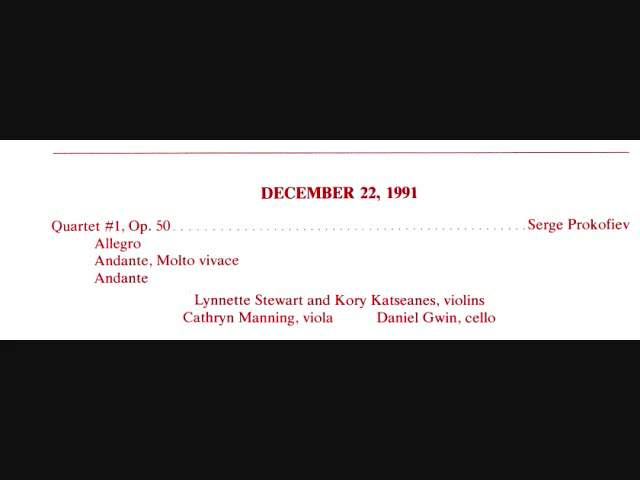 DECEMBER 22, 1991
Quartet #1, Op. 50.............................................Serge Prokofiev
Allegro
Andante, Molto vivace
Andante
Lynnette Stewart and Kory Katseanes, violins
Cathryn Manning, viola Daniel Gwin, cello